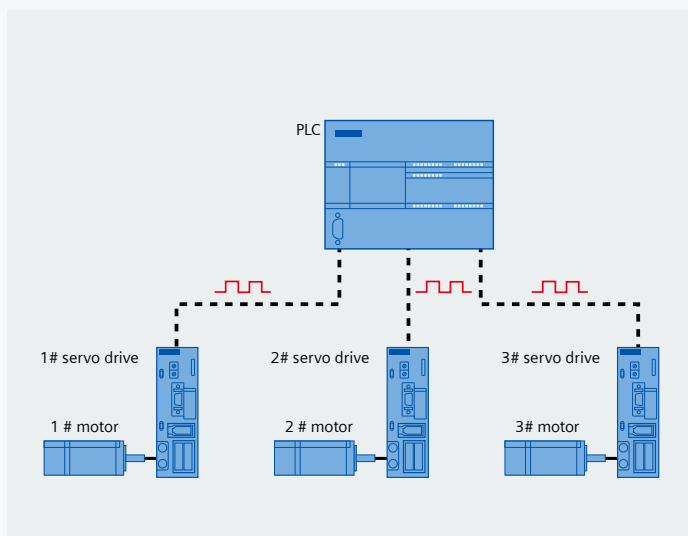 PLC
1# servo drive
2# servo drive
3# servo drive
1 # motor
2 # motor
3# motor